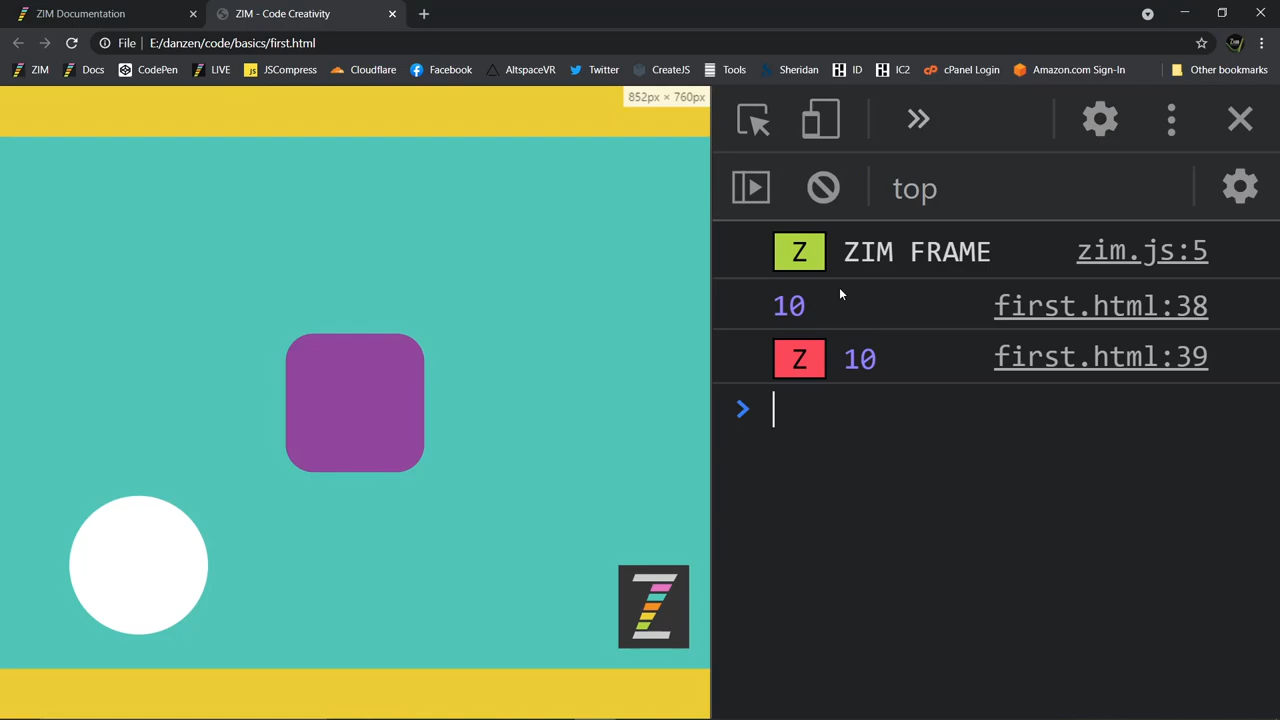 ZIM Documentation
ZIM - Code Creativity
File E:/danzen/code/basics/first.html
ZIM Docs CodePen LIVE JSCompress Cloudflare Facebook AltspaceVR Twitter CreateJS Tools Sheridan ID IC2 cPanel Login Amazon.com Sign-In Other bookmarks
852px × 760px
top
Z ZIM FRAME zim.js:5
10 first.html:38
Z 10 first.html:39
Z